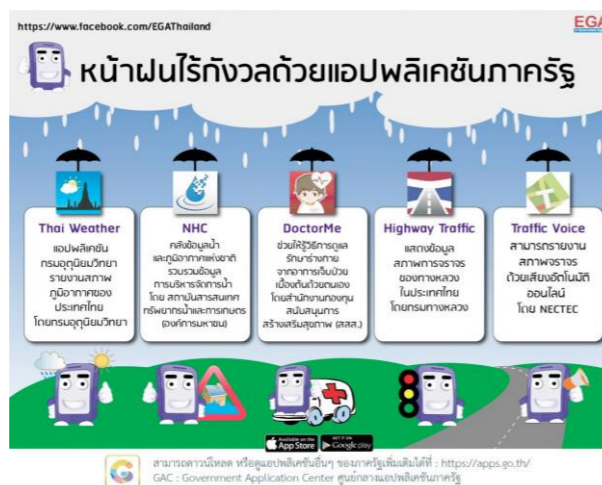 https://www.facebook.com/EGAThailand
EGA
หน้าฝนไร้กังวลด้วยแอปพลิเคชันภาครัฐ
Thai Weather
แอปพลิเคชัน
กรมอุตุนิยมวิทยา
รายงานสภาพ
ภูมิอากาศของ
ประเทศไทย
โดยกรมอุตุนิยมวิทยา
NHC
คลังข้อมูลน้ำ
และภูมิอากาศแห่งชาติ
รวบรวมข้อมูล
การบริหารจัดการน้ำ
โดย สถาบันสารสนเทศ
ทรัพยากรน้ำและการเกษตร
(องค์การมหาชน)
DoctorMe
ช่วยให้รู้วิธีการดูแล
รักษาร่างกาย
จากอาการเจ็บป่วย
เบื้องต้นด้วยตนเอง
โดยสำนักงานกองทุน
สนับสนุนการ
สร้างเสริมสุขภาพ (สสส.)
Highway Traffic
แสดงข้อมูล
สภาพการจราจร
ของทางหลวง
ในประเทศไทย
โดยกรมทางหลวง
Traffic Voice
สามารถรายงาน
สภาพจราจร
ด้วยเสียงอัตโนมัติ
ออนไลน์
โดย NECTEC
Available on the
App Store
GET IT ON
Google play
สามารถดาวน์โหลด หรือดูแอปพลิเคชันอื่นๆ ของภาครัฐเพิ่มเติมได้ที่ : https://apps.go.th/
GAC : Government Application Center ศูนย์กลางแอปพลิเคชันภาครัฐ